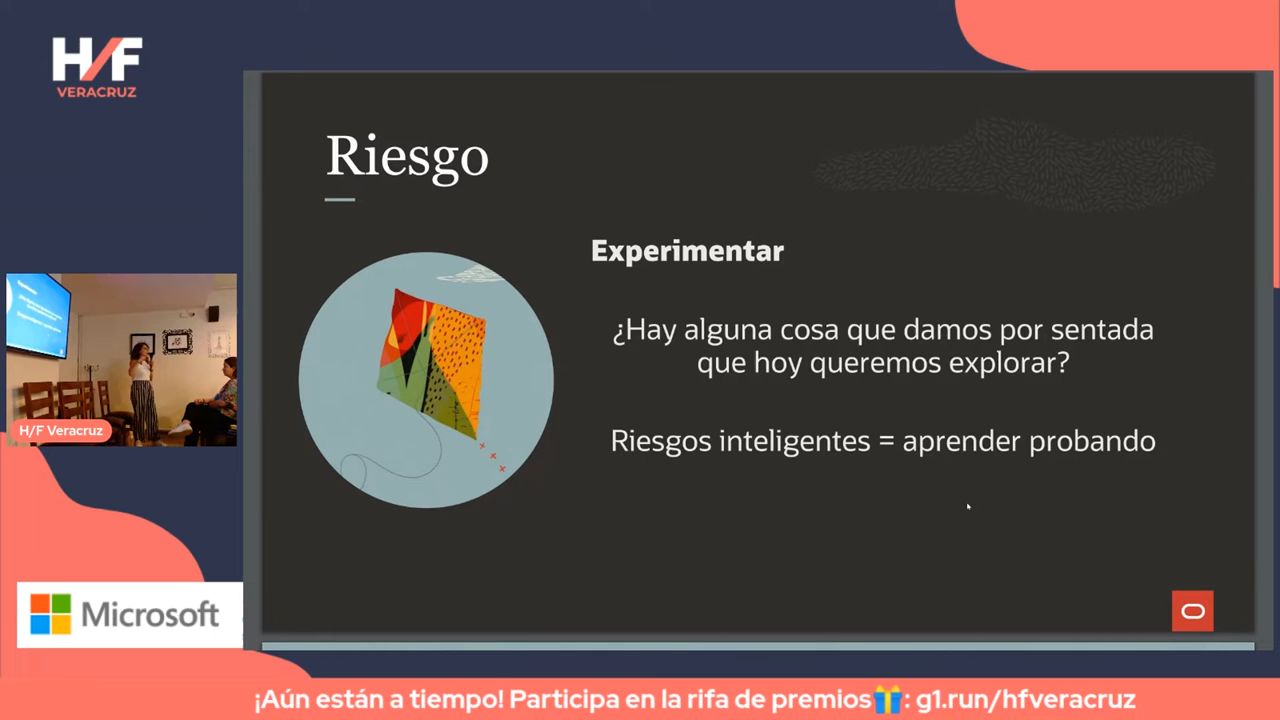 H/F
VERACRUZ
Riesgo
Experimentar
¿Hay alguna cosa que damos por sentada
que hoy queremos explorar?
Riesgos inteligentes = aprender probando
H/F Veracruz
Microsoft
¡Aún están a tiempo! Participa en la rifa de premios🎁: g1.run/hfveracruz